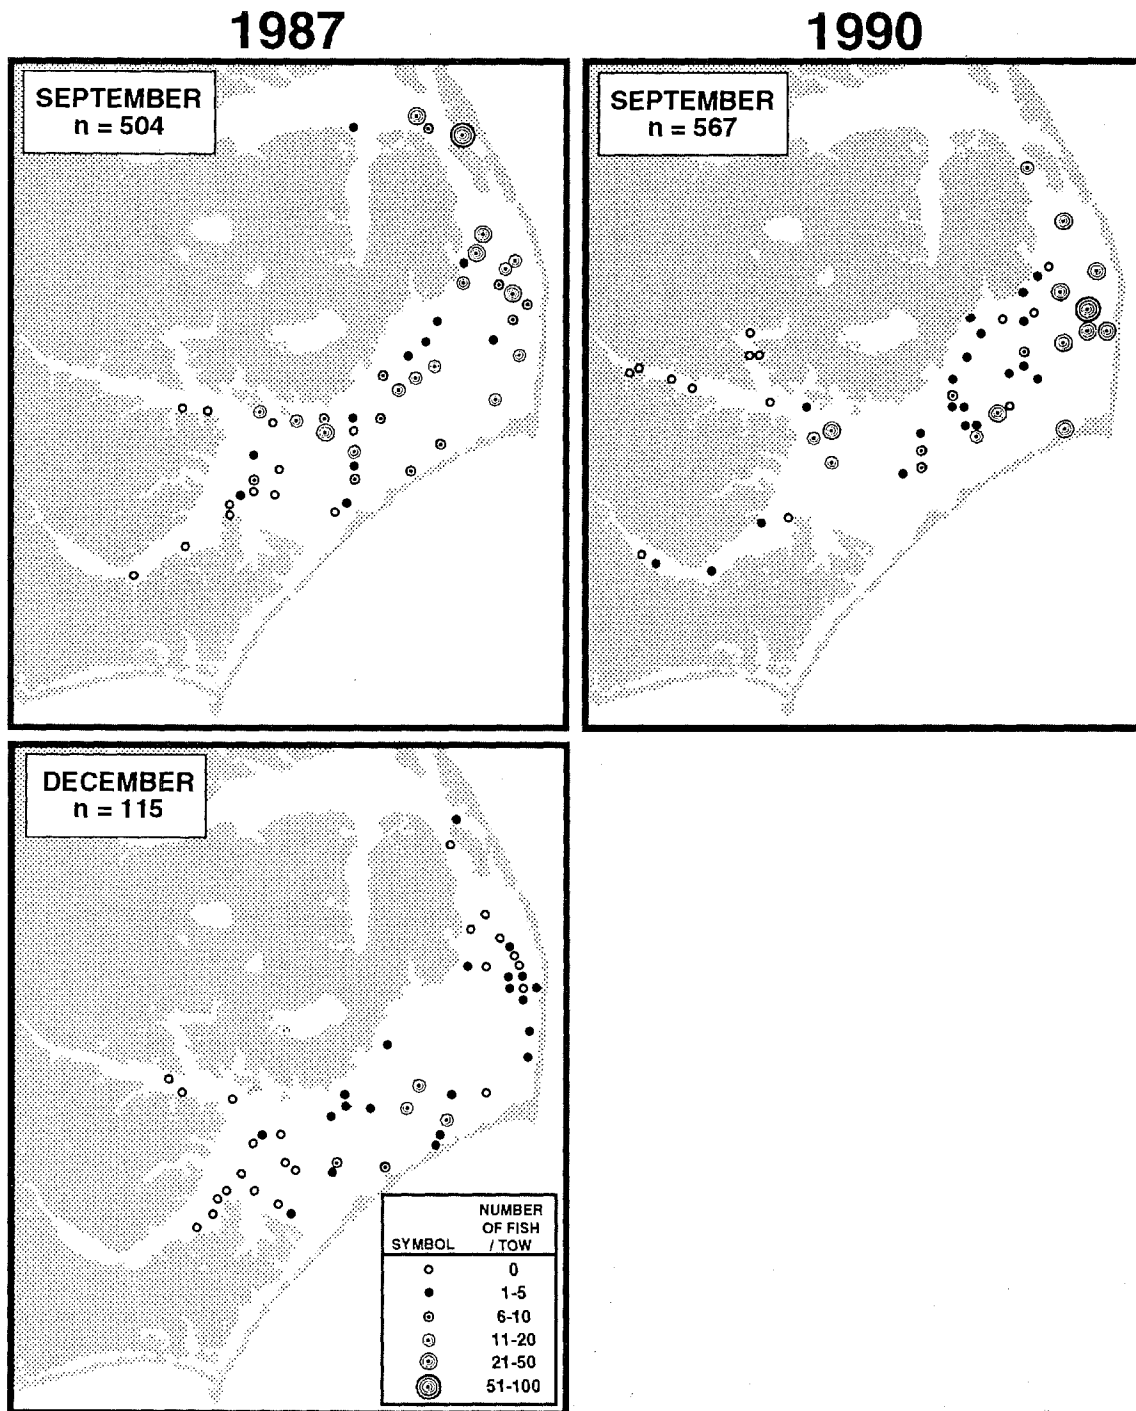 1987
1990
SEPTEMBER
n = 504
SEPTEMBER
n = 567
DECEMBER
n = 115
NUMBER
OF FISH
SYMBOL / TOW
0
1-5
6-10
11-20
21-50
51-100